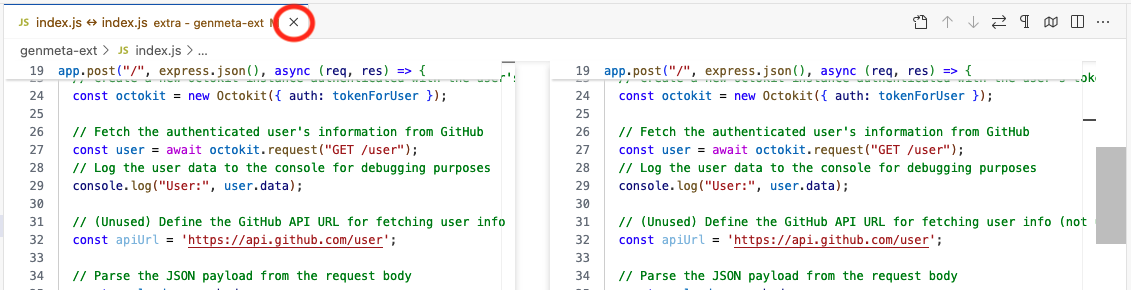 JS index.js ↔ index.js extra - genmeta-ext
genmeta-ext > JS index.js > ...
19 app.post("/", express.json(), async (req, res) => {
24 const octokit = new Octokit({ auth: tokenForUser });
25
26 // Fetch the authenticated user's information from GitHub
27 const user = await octokit.request("GET /user");
28 // Log the user data to the console for debugging purposes
29 console.log("User:", user.data);
30
31 // (Unused) Define the GitHub API URL for fetching user info
32 const apiUrl = 'https://api.github.com/user';
33
34 // Parse the JSON payload from the request body
19 app.post("/", express.json(), async (req, res) => {
24 const octokit = new Octokit({ auth: tokenForUser });
25
26 // Fetch the authenticated user's information from GitHub
27 const user = await octokit.request("GET /user");
28 // Log the user data to the console for debugging purposes
29 console.log("User:", user.data);
30
31 // (Unused) Define the GitHub API URL for fetching user info (not
32 const apiUrl = 'https://api.github.com/user';
33
34 // Parse the JSON payload from the request body